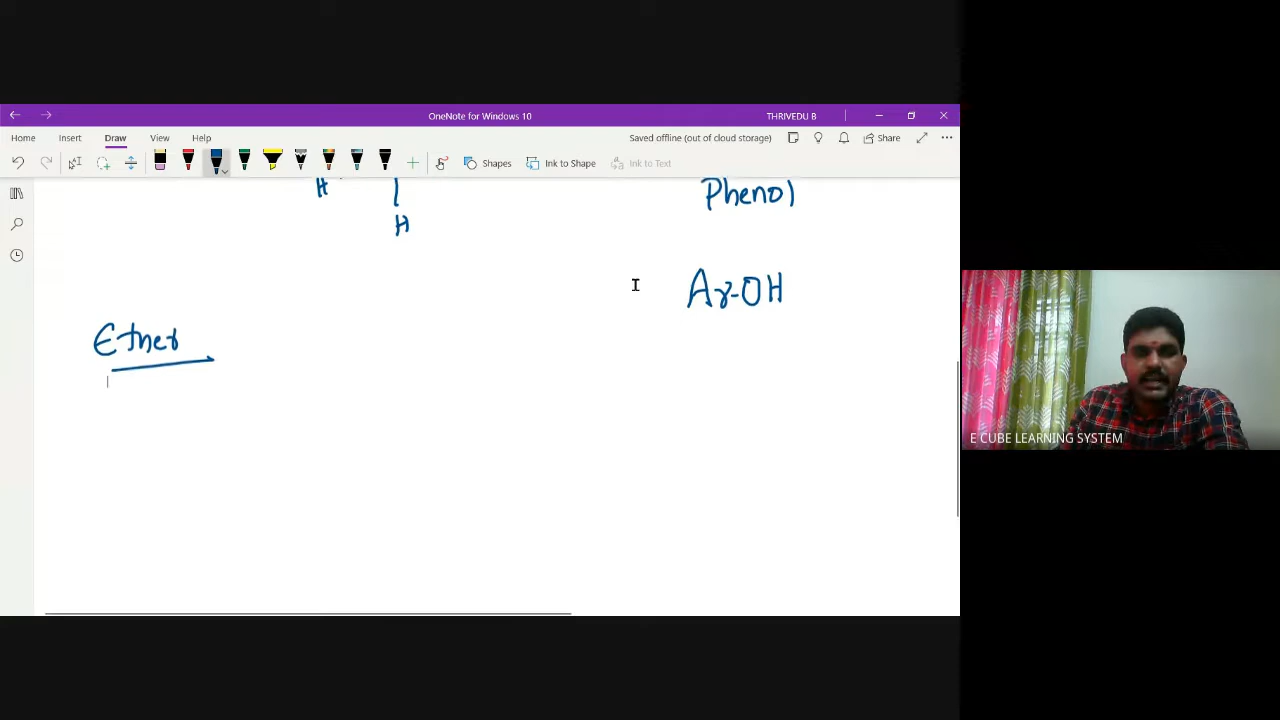 OneNote for Windows 10
THRIVEDU B
Home Insert Draw View Help
Saved offline (out of cloud storage)
Share
Shapes
Ink to Shape
Ink to Text
H
H
Phenol
Ar-OH
Ether
E CUBE LEARNING SYSTEM